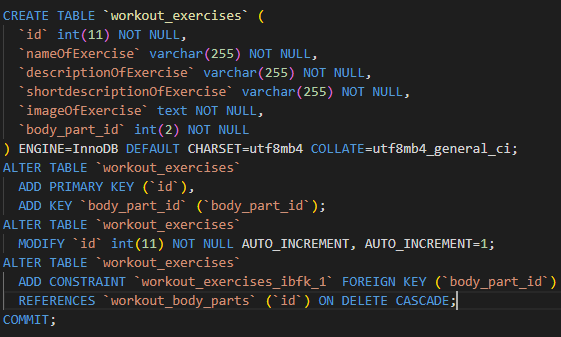 CREATE TABLE `workout_exercises` (
  `id` int(11) NOT NULL,
  `nameOfExercise` varchar(255) NOT NULL,
  `descriptionOfExercise` varchar(255) NOT NULL,
  `shortdescriptionOfExercise` varchar(255) NOT NULL,
  `imageOfExercise` text NOT NULL,
  `body_part_id` int(2) NOT NULL
) ENGINE=InnoDB DEFAULT CHARSET=utf8mb4 COLLATE=utf8mb4_general_ci;
ALTER TABLE `workout_exercises`
  ADD PRIMARY KEY (`id`),
  ADD KEY `body_part_id` (`body_part_id`);
ALTER TABLE `workout_exercises`
  MODIFY `id` int(11) NOT NULL AUTO_INCREMENT, AUTO_INCREMENT=1;
ALTER TABLE `workout_exercises`
  ADD CONSTRAINT `workout_exercises_ibfk_1` FOREIGN KEY (`body_part_id`)
  REFERENCES `workout_body_parts` (`id`) ON DELETE CASCADE;
COMMIT;